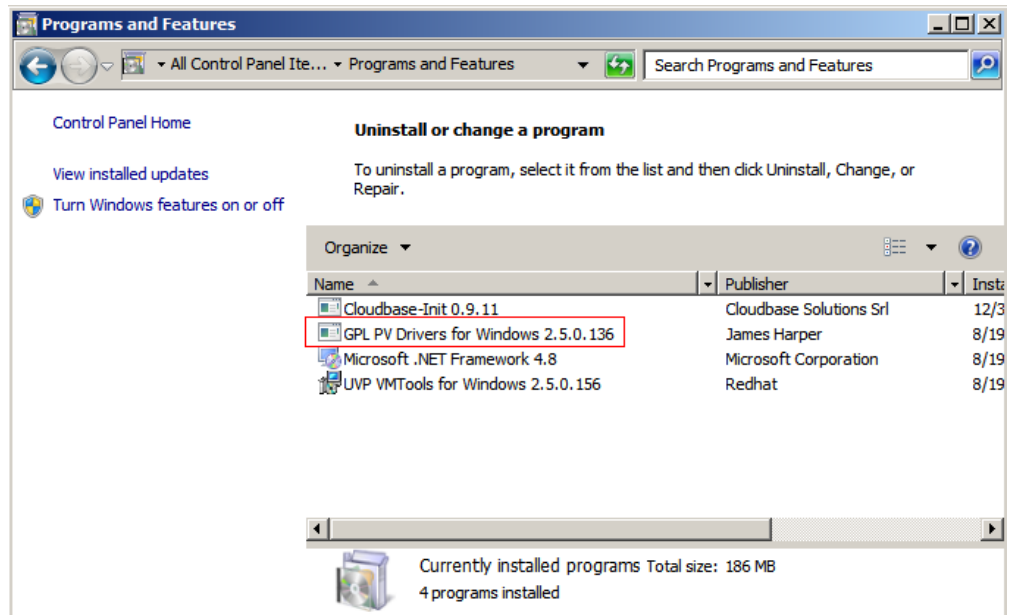 Programs and Features
All Control Panel Ite... Programs and Features
Search Programs and Features
Control Panel Home
View installed updates
Turn Windows features on or off
Uninstall or change a program
To uninstall a program, select it from the list and then click Uninstall, Change, or
Repair.
Organize
Name Publisher Insta
Cloudbase-Init 0.9.11 Cloudbase Solutions Srl 12/3
GPL PV Drivers for Windows 2.5.0.136 James Harper 8/19
Microsoft .NET Framework 4.8 Microsoft Corporation 8/19
UVP VMTools for Windows 2.5.0.156 Redhat 8/19
Currently installed programs Total size: 186 MB
4 programs installed